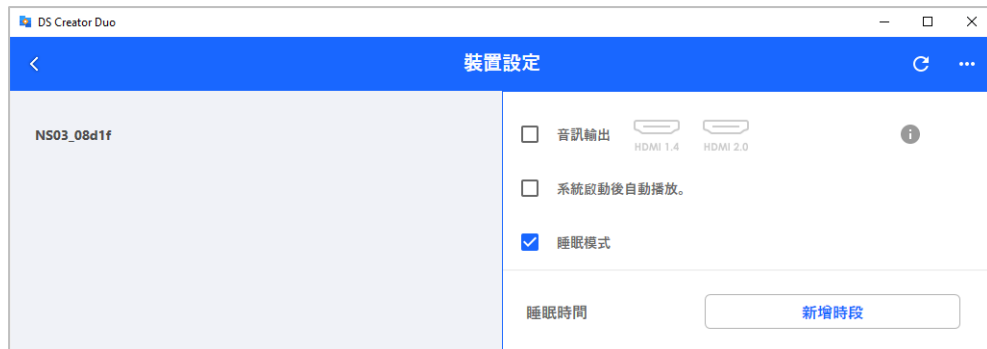 DS Creator Duo
裝置設定
NS03_08d1f
音訊輸出 HDMI 1.4 HDMI 2.0
系統啟動後自動播放。
睡眠模式
睡眠時間 新增時段